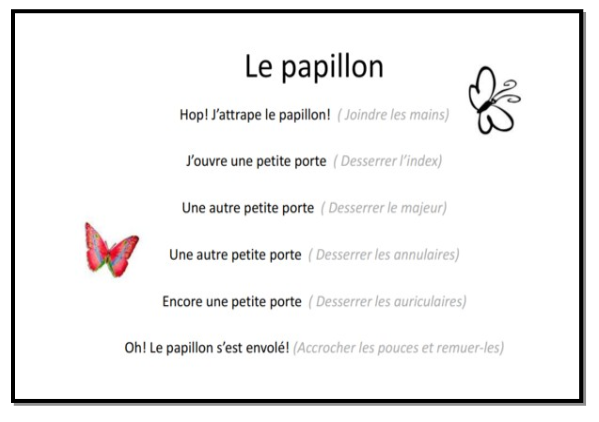 Le papillon
Hop! J'attrape le papillon! ( Joindre les mains)
J'ouvre une petite porte ( Desserrer l'index)
Une autre petite porte ( Desserrer le majeur)
Une autre petite porte ( Desserrer les annulaires)
Encore une petite porte ( Desserrer les auriculaires)
Oh! Le papillon s'est envolé! (Accrocher les pouces et remuer-les)